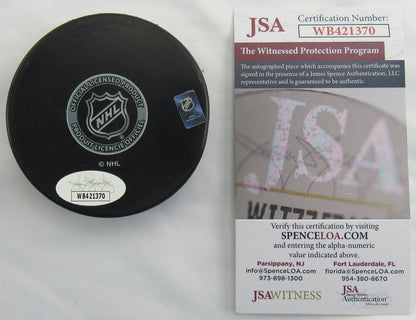 OFFICIAL LICENSED PRODUCT
NHL
PRODUIT LICENCIÉ OFFICIEL
© NHL
WB421370
JSA
Certification Number:
WB421370
The Witnessed Protection Program
The autographed piece which accompanies this certificate was
signed in the presence of a James Spence Authentication, LLC
representative and is guaranteed to be authentic.
JSA
Verify this certification by visiting
SPENCELOA.COM
and entering the alpha-numeric
value indicated above.
Parsippany, NJ
info@SpenceLOA.com
973-898-1300
Fort Lauderdale, FL
florida@SpenceLOA.com
954-380-8670
JSAWITNESS
JSA
Authentication